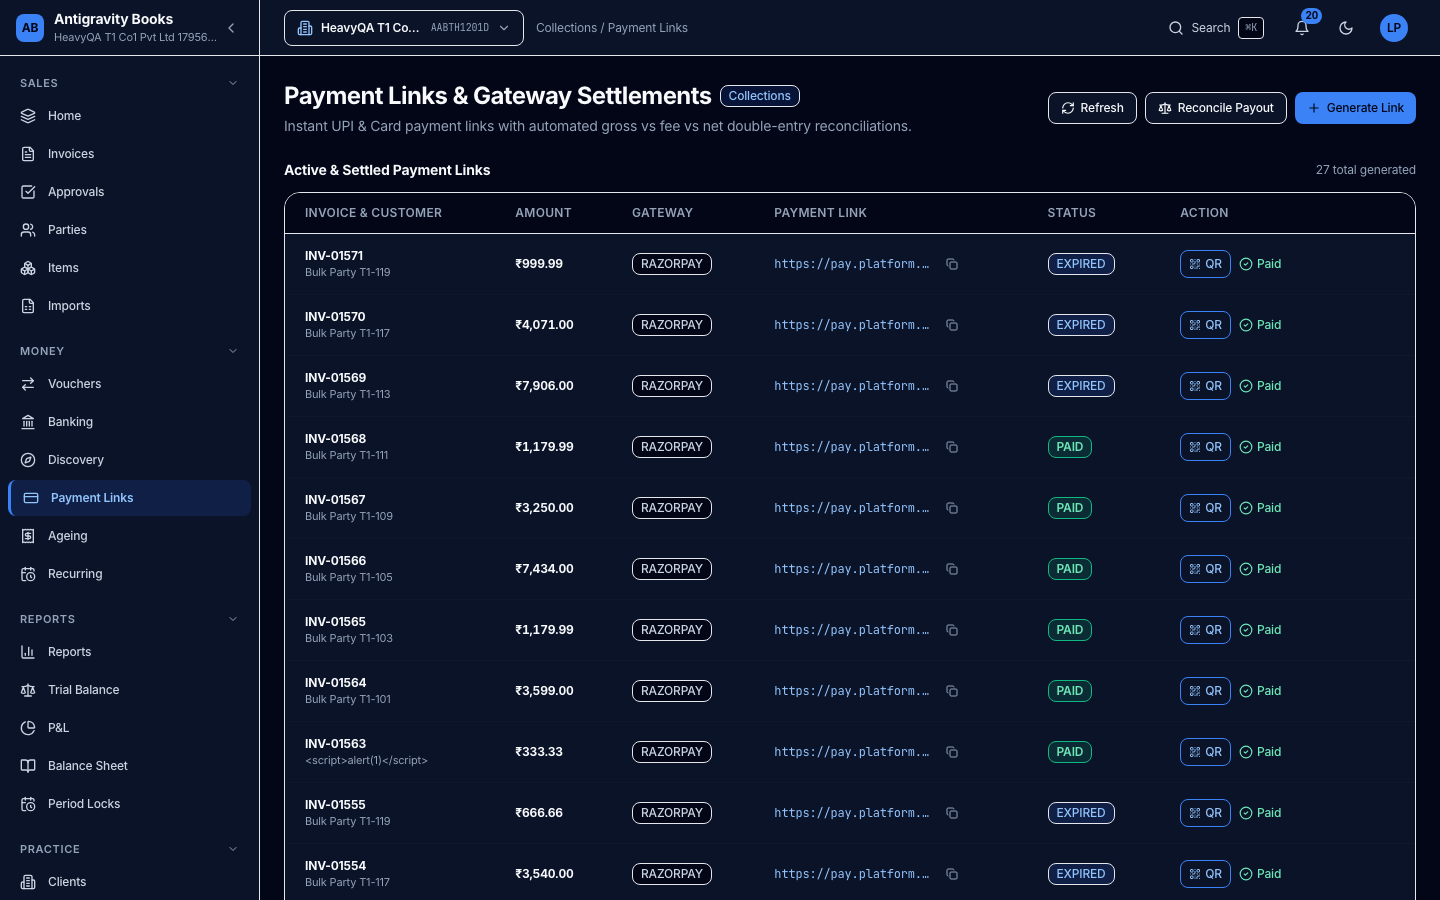 AB
Antigravity Books
HeavyQA T1 Co1 Pvt Ltd 17956...
HeavyQA T1 Co... AABTH1201D
Collections / Payment Links
Search ⌘K
20
LP
SALES
Home
Invoices
Approvals
Parties
Items
Imports
MONEY
Vouchers
Banking
Discovery
Payment Links
Ageing
Recurring
REPORTS
Reports
Trial Balance
P&L
Balance Sheet
Period Locks
PRACTICE
Clients
Payment Links & Gateway Settlements Collections
Instant UPI & Card payment links with automated gross vs fee vs net double-entry reconciliations.
Refresh
Reconcile Payout
Generate Link
Active & Settled Payment Links
27 total generated
INVOICE & CUSTOMER AMOUNT GATEWAY PAYMENT LINK STATUS ACTION
INV-01571
Bulk Party T1-119
₹999.99 RAZORPAY https://pay.platform.… EXPIRED QR Paid
INV-01570
Bulk Party T1-117
₹4,071.00 RAZORPAY https://pay.platform.… EXPIRED QR Paid
INV-01569
Bulk Party T1-113
₹7,906.00 RAZORPAY https://pay.platform.… EXPIRED QR Paid
INV-01568
Bulk Party T1-111
₹1,179.99 RAZORPAY https://pay.platform.… PAID QR Paid
INV-01567
Bulk Party T1-109
₹3,250.00 RAZORPAY https://pay.platform.… PAID QR Paid
INV-01566
Bulk Party T1-105
₹7,434.00 RAZORPAY https://pay.platform.… PAID QR Paid
INV-01565
Bulk Party T1-103
₹1,179.99 RAZORPAY https://pay.platform.… PAID QR Paid
INV-01564
Bulk Party T1-101
₹3,599.00 RAZORPAY https://pay.platform.… PAID QR Paid
INV-01563
<script>alert(1)</script>
₹333.33 RAZORPAY https://pay.platform.… PAID QR Paid
INV-01555
Bulk Party T1-119
₹666.66 RAZORPAY https://pay.platform.… EXPIRED QR Paid
INV-01554
Bulk Party T1-117
₹3,540.00 RAZORPAY https://pay.platform.… EXPIRED QR Paid